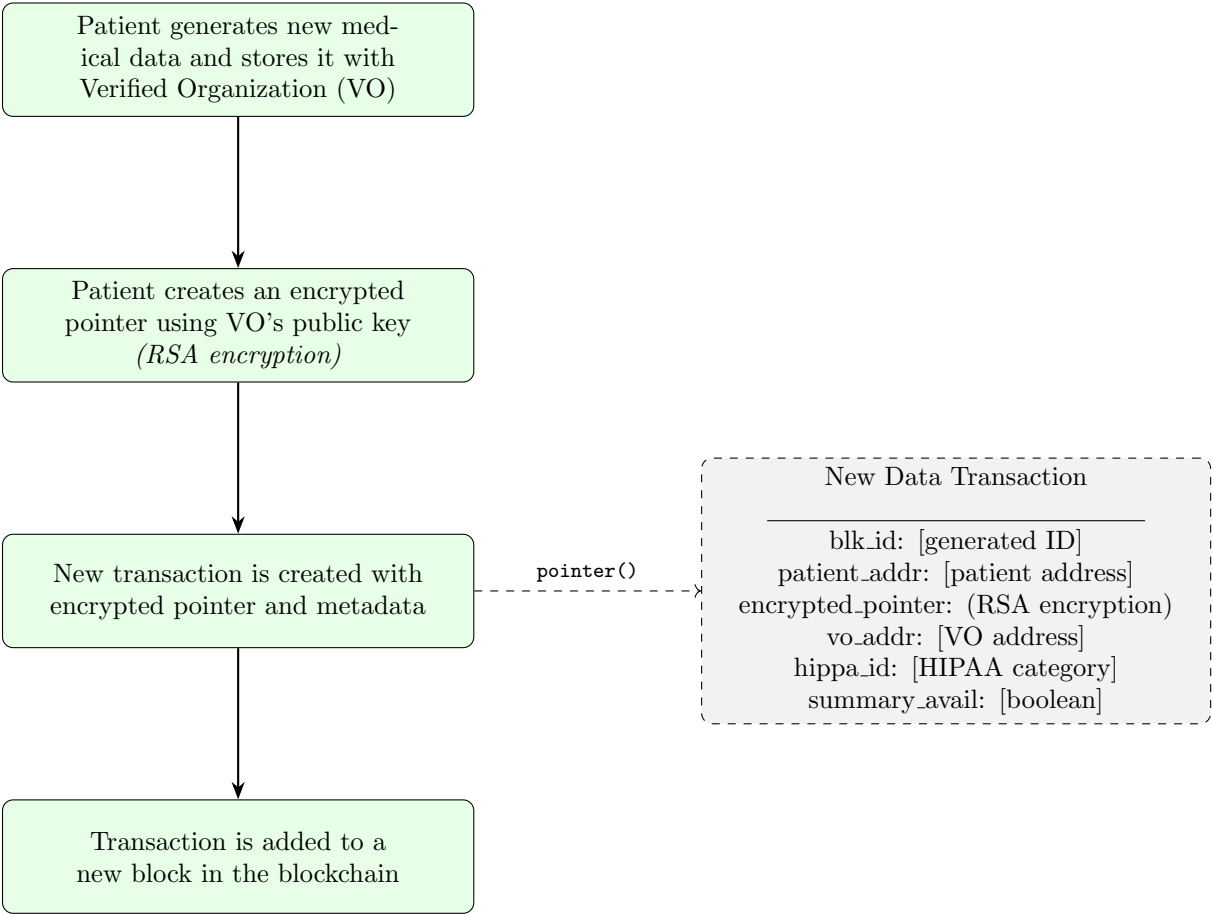 Patient generates new med-
ical data and stores it with
Verified Organization (VO)
Patient creates an encrypted
pointer using VO's public key
(RSA encryption)
New transaction is created with
encrypted pointer and metadata
pointer()
New Data Transaction
blk_id: [generated ID]
patient_addr: [patient address]
encrypted_pointer: (RSA encryption)
vo_addr: [VO address]
hippa_id: [HIPAA category]
summary_avail: [boolean]
Transaction is added to a
new block in the blockchain